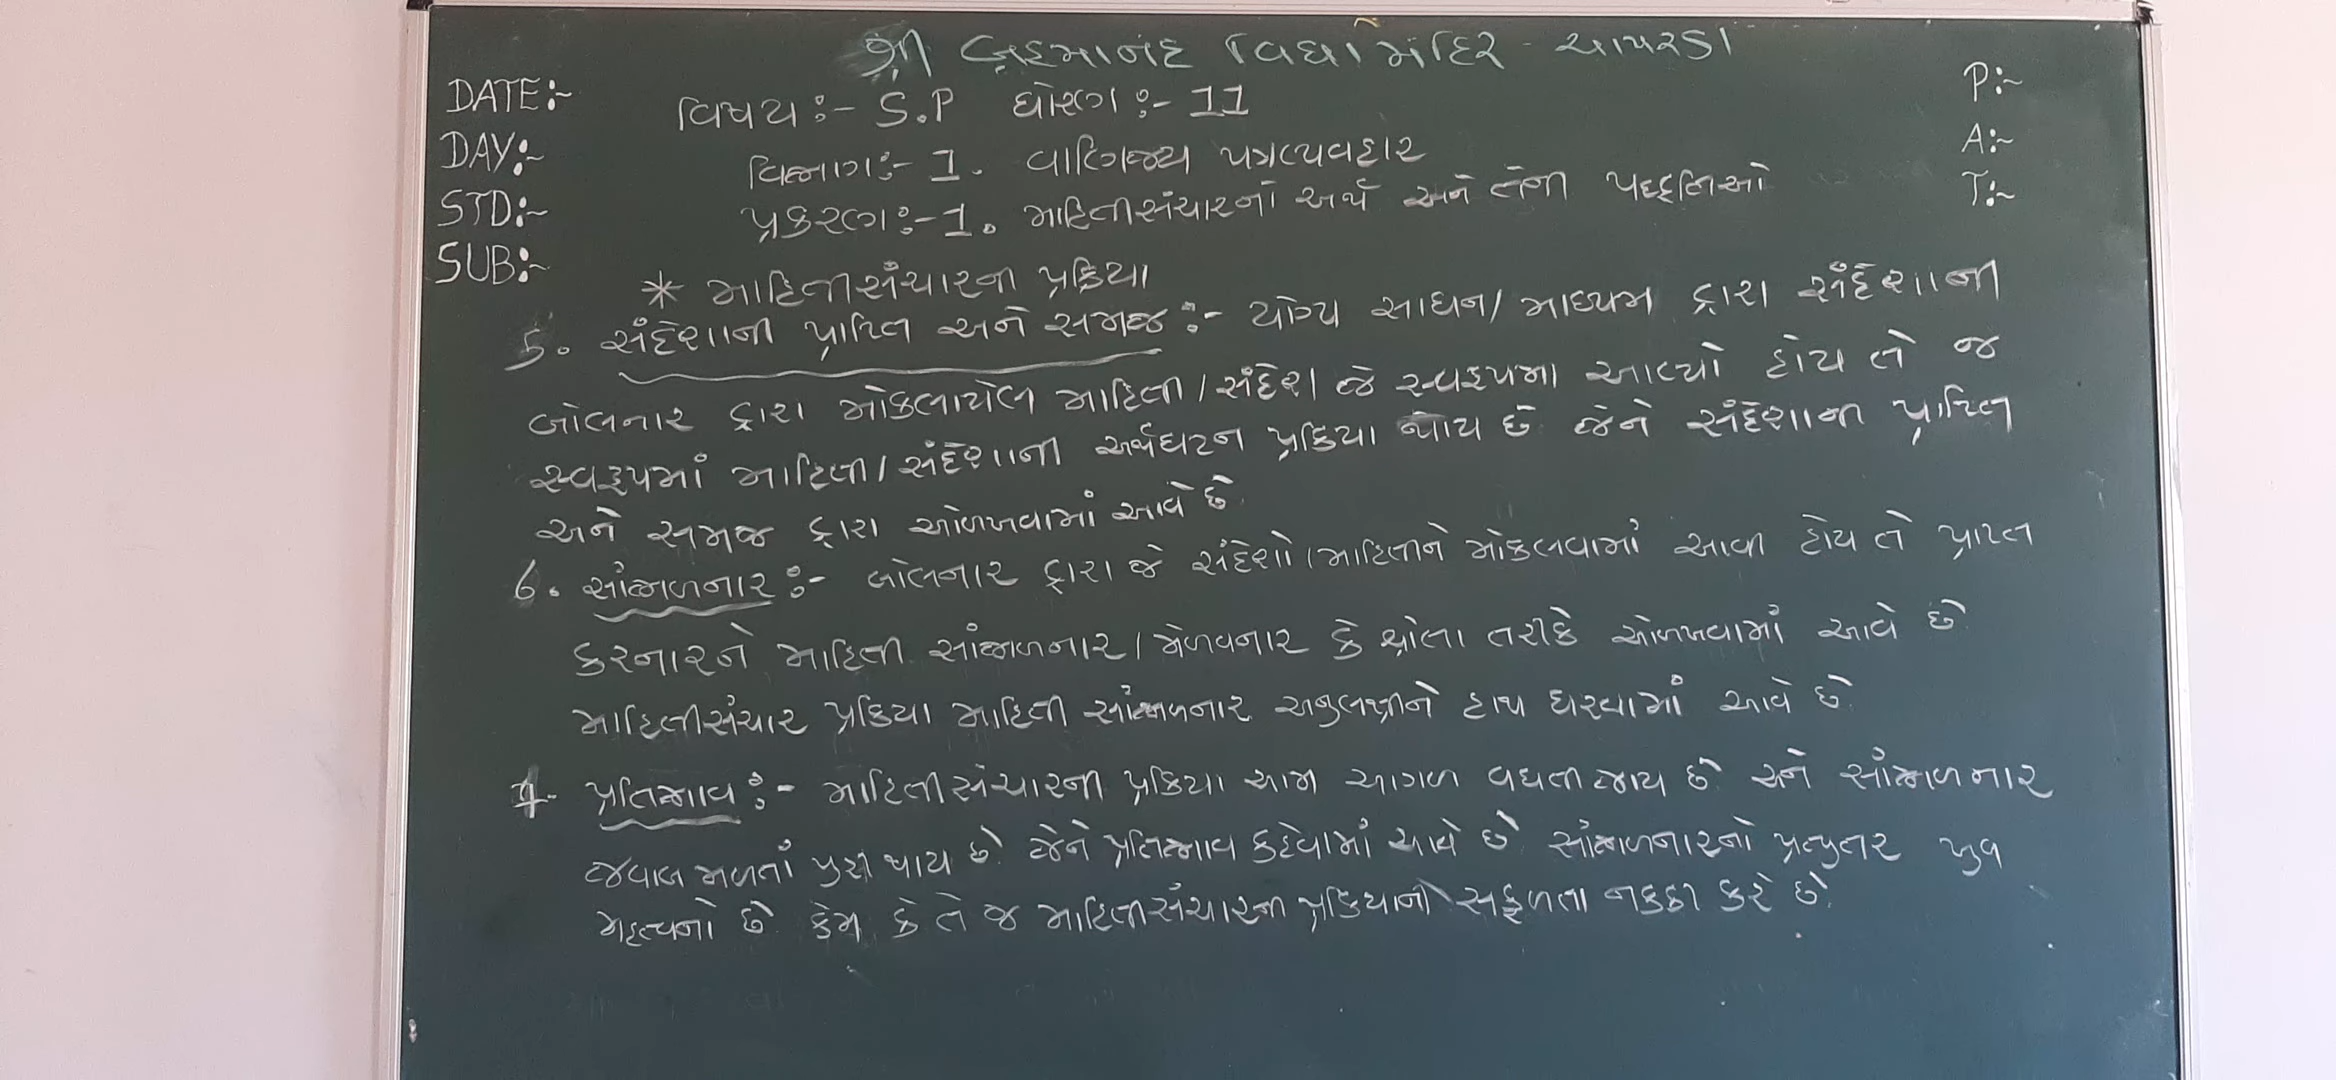 શ્રી બ્રહ્માનંદ વિદ્યામંદિર - ચાપરડા
DATE:-
DAY:-
STD:-
SUB:-
P:-
A:-
T:-
વિષય:- S.P ધોરણ:- 11
વિભાગ:- 1. વાણિજ્ય પત્રવ્યવહાર
પ્રકરણ:- 1. માહિતીસંચારનો અર્થ અને તેની પદ્ધતિઓ
* માહિતીસંચારની પ્રક્રિયા
5. સંદેશાની પ્રાપ્તિ અને સમજ:- યોગ્ય સાધન/માધ્યમ દ્વારા સંદેશાની
બોલનાર દ્વારા મોકલાયેલ માહિતી/સંદેશ જે સ્વરૂપમા આવ્યો હોય તે જ
સ્વરૂપમાં માહિતી/સંદેશાની અર્થઘટન પ્રક્રિયા થાય છે જેને સંદેશાની પ્રાપ્તિ
અને સમજ દ્વારા ઓળખવામાં આવે છે.
6. સાંભળનાર:- બોલનાર દ્વારા જે સંદેશો/માહિતીને મોકલવામાં આવી હોય તે પ્રાપ્ત
કરનારને માહિતી સાંભળનાર/મેળવનાર કે શ્રોતા તરીકે ઓળખવામાં આવે છે
માહિતીસંચાર પ્રક્રિયા માહિતી સાંભળનાર અનુલક્ષીને હાથ ધરવામાં આવે છે.
7. પ્રતિભાવ:- માહિતીસંચારની પ્રક્રિયા આમ આગળ વધતી જાય છે અને સાંભળનાર
જવાબ મળતાં પુરી થાય છે. જેને પ્રતિભાવ કહેવામાં આવે છે સાંભળનારનો પ્રત્યુતર ખુબ
મહત્વનો છે કેમ કે તે જ માહિતીસંચારની પ્રક્રિયાની સફળતા નક્કી કરે છે.